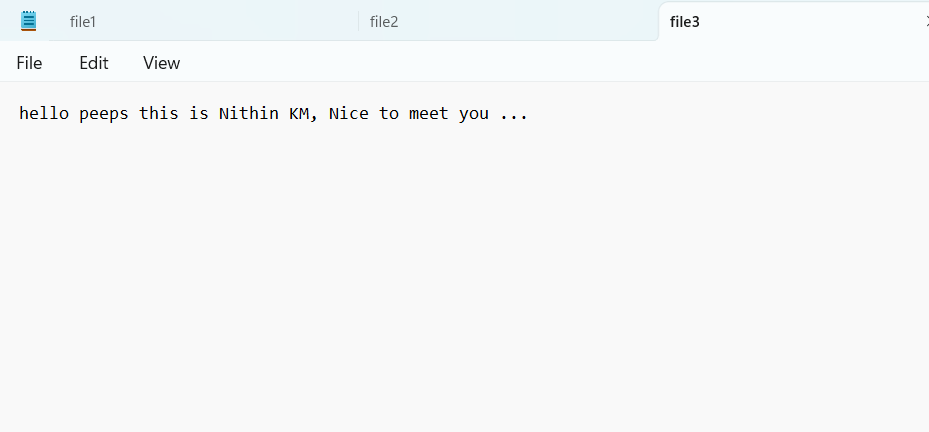 file1 file2 file3
File Edit View
hello peeps this is Nithin KM, Nice to meet you ...